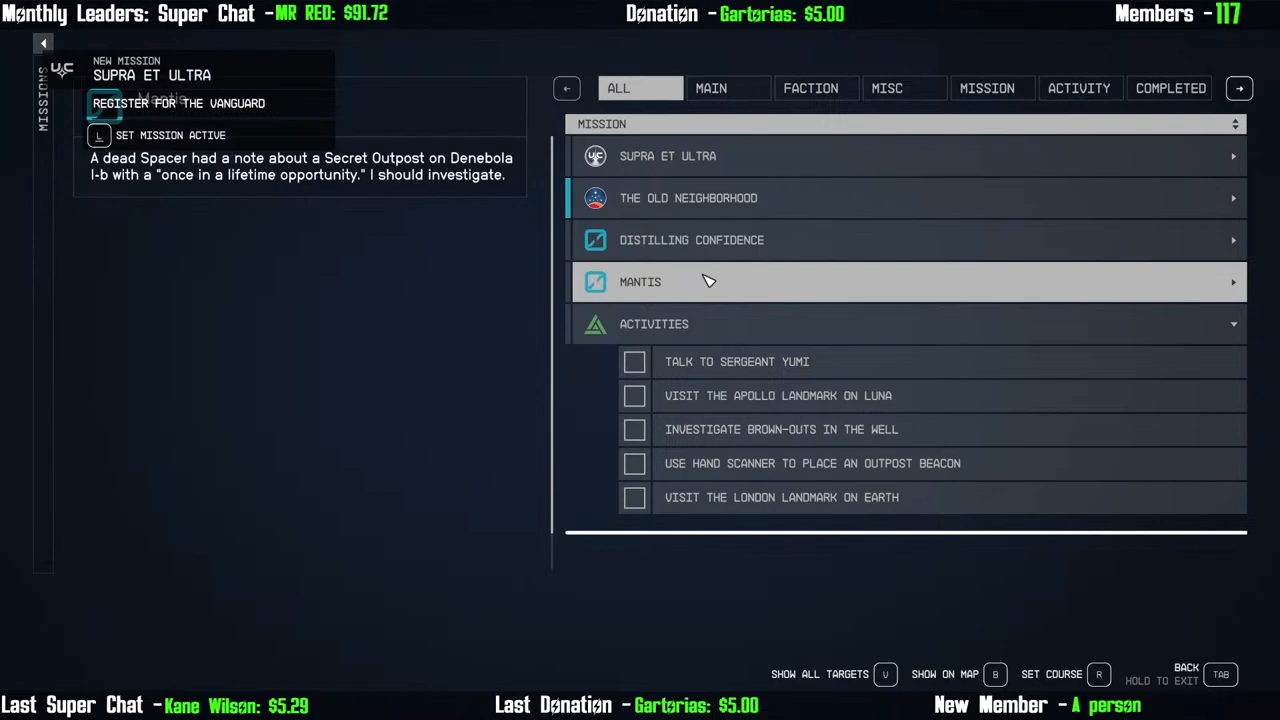 Monthly Leaders: Super Chat - MR RED: $91.72
Donation - Gartorias: $5.00
Members - 117
MISSIONS
UC
NEW MISSION
SUPRA ET ULTRA
Mantis
REGISTER FOR THE VANGUARD
L SET MISSION ACTIVE
A dead Spacer had a note about a Secret Outpost on Denebola
I-b with a "once in a lifetime opportunity." I should investigate.
ALL MAIN FACTION MISC MISSION ACTIVITY COMPLETED
MISSION
UC SUPRA ET ULTRA
THE OLD NEIGHBORHOOD
DISTILLING CONFIDENCE
MANTIS
ACTIVITIES
TALK TO SERGEANT YUMI
VISIT THE APOLLO LANDMARK ON LUNA
INVESTIGATE BROWN-OUTS IN THE WELL
USE HAND SCANNER TO PLACE AN OUTPOST BEACON
VISIT THE LONDON LANDMARK ON EARTH
SHOW ALL TARGETS V SHOW ON MAP B SET COURSE R BACK TAB
HOLD TO EXIT
Last Super Chat - Kane Wilson: $5.29
Last Donation - Gartorias: $5.00
New Member - A person